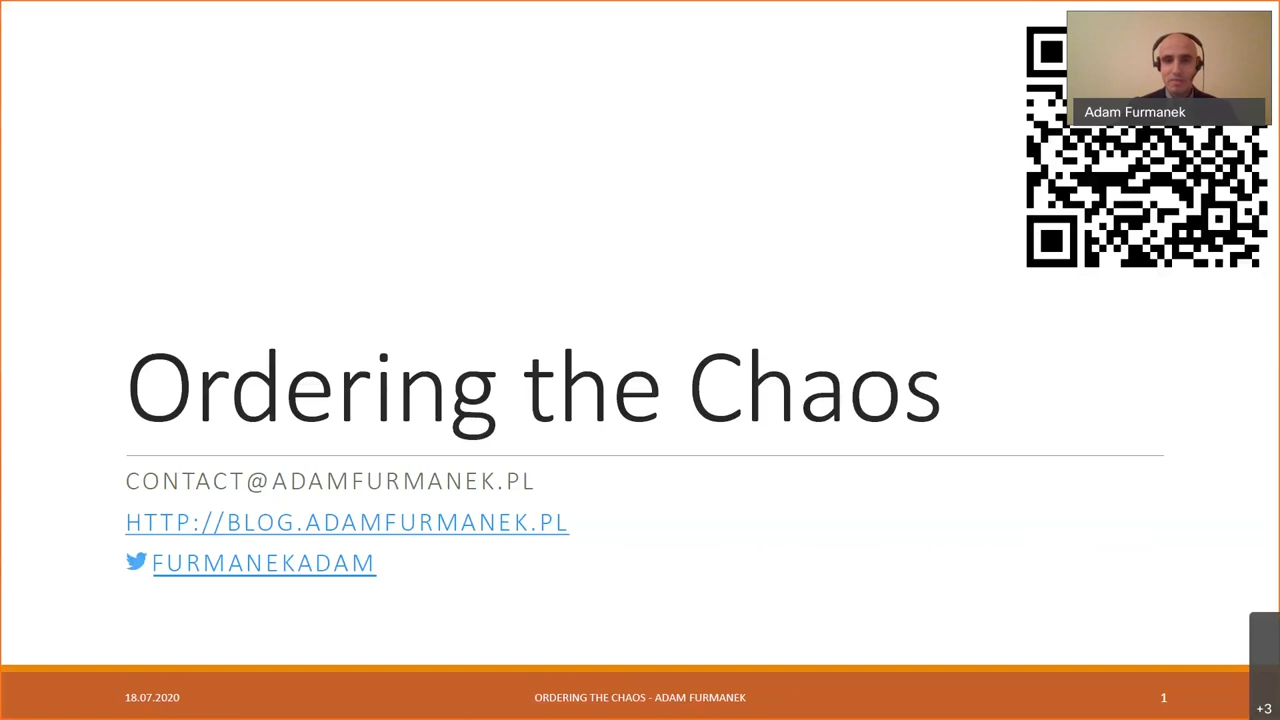 Adam Furmanek
Ordering the Chaos
CONTACT@ADAMFURMANEK.PL
HTTP://BLOG.ADAMFURMANEK.PL
FURMANEKADAM
18.07.2020
ORDERING THE CHAOS - ADAM FURMANEK
1
+3